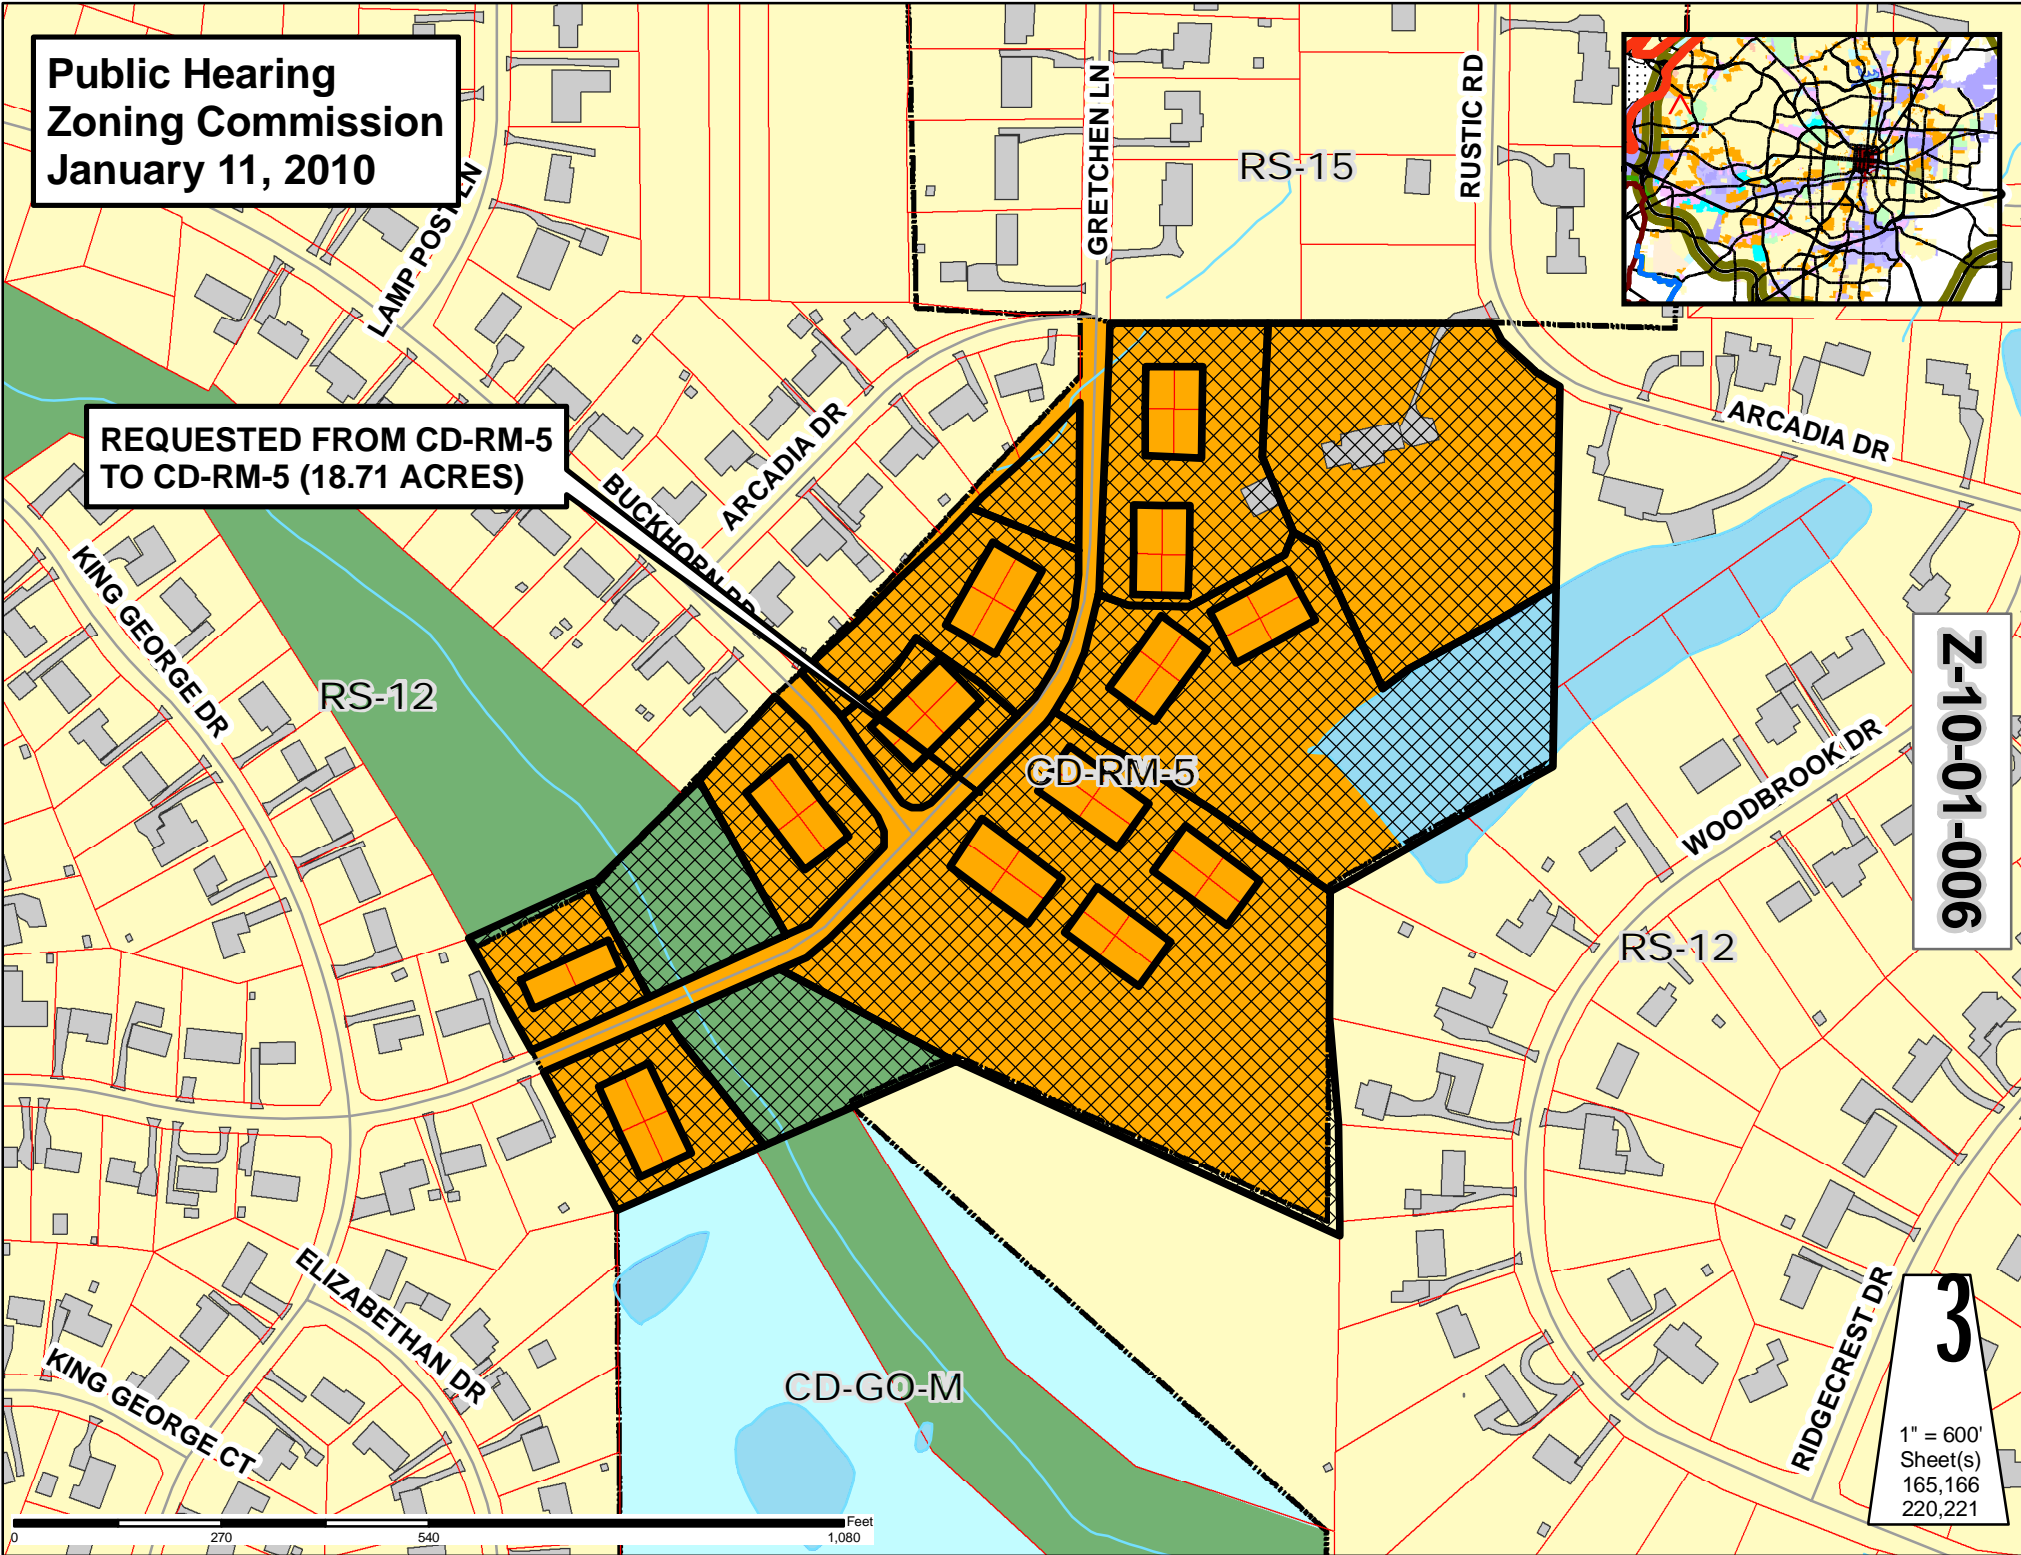 Public Hearing
Zoning Commission
January 11, 2010
LAMP POST LN
GRETCHEN LN
RS-15
RUSTIC RD
REQUESTED FROM CD-RM-5
TO CD-RM-5 (18.71 ACRES)
ARCADIA DR
ARCADIA DR
BUCKHORN RD
KING GEORGE DR
RS-12
CD-RM-5
Z-10-01-006
WOODBROOK DR
RS-12
ELIZABETHAN DR
KING GEORGE CT
CD-GO-M
RIDGECREST DR
3
1" = 600'
Sheet(s)
165,166
220,221
Feet
0 270 540 1,080